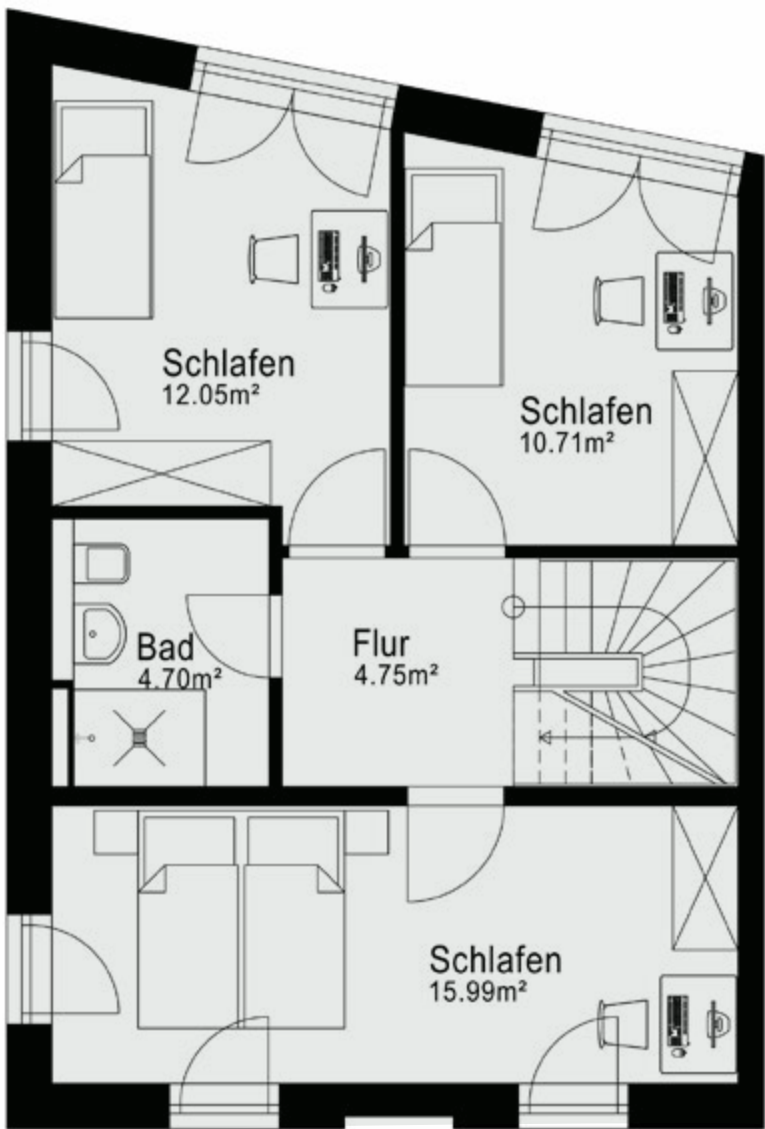 Schlafen
12.05m²
Schlafen
10.71m²
Bad
4.70m²
Flur
4.75m²
Schlafen
15.99m²